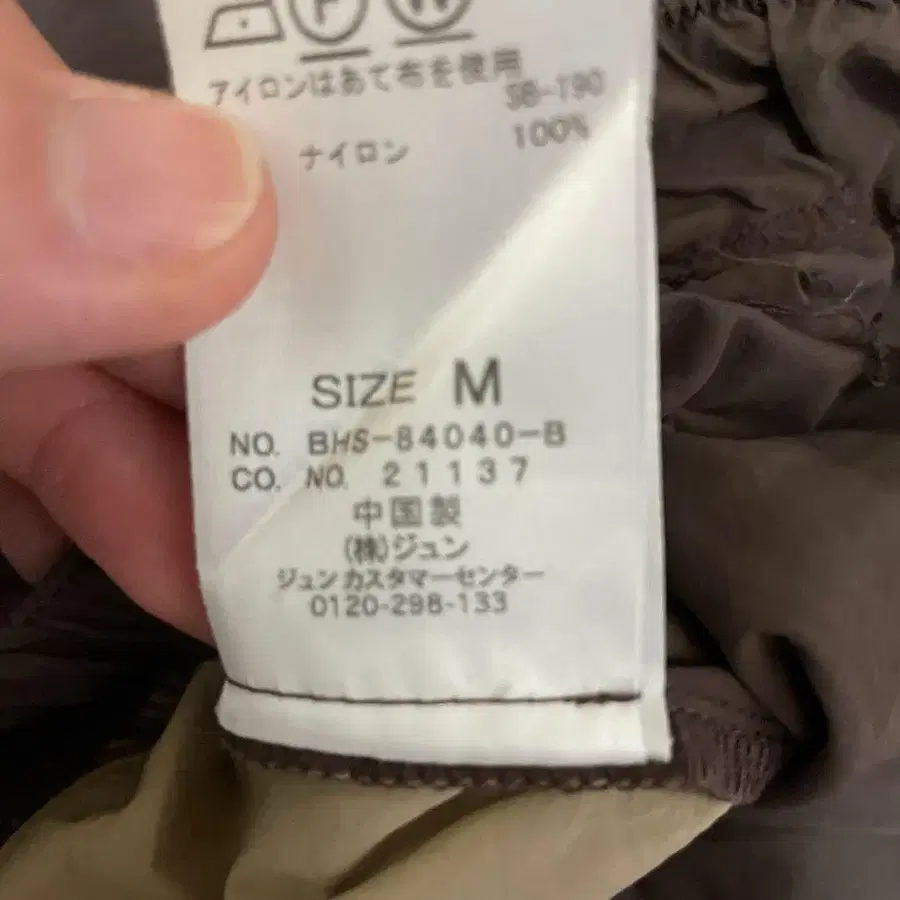 F W
アイロンはあて布を使用
SB-190
ナイロン 100%
SIZE M
NO. BHS-84040-B
CO. NO. 21137
中国製
(株)ジュン
ジュンカスタマーセンター
0120-298-133